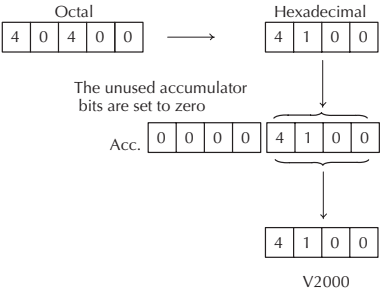 Octal Hexadecimal
4 0 4 0 0 4 1 0 0
The unused accumulator
bits are set to zero
Acc. 0 0 0 0 4 1 0 0
4 1 0 0
V2000